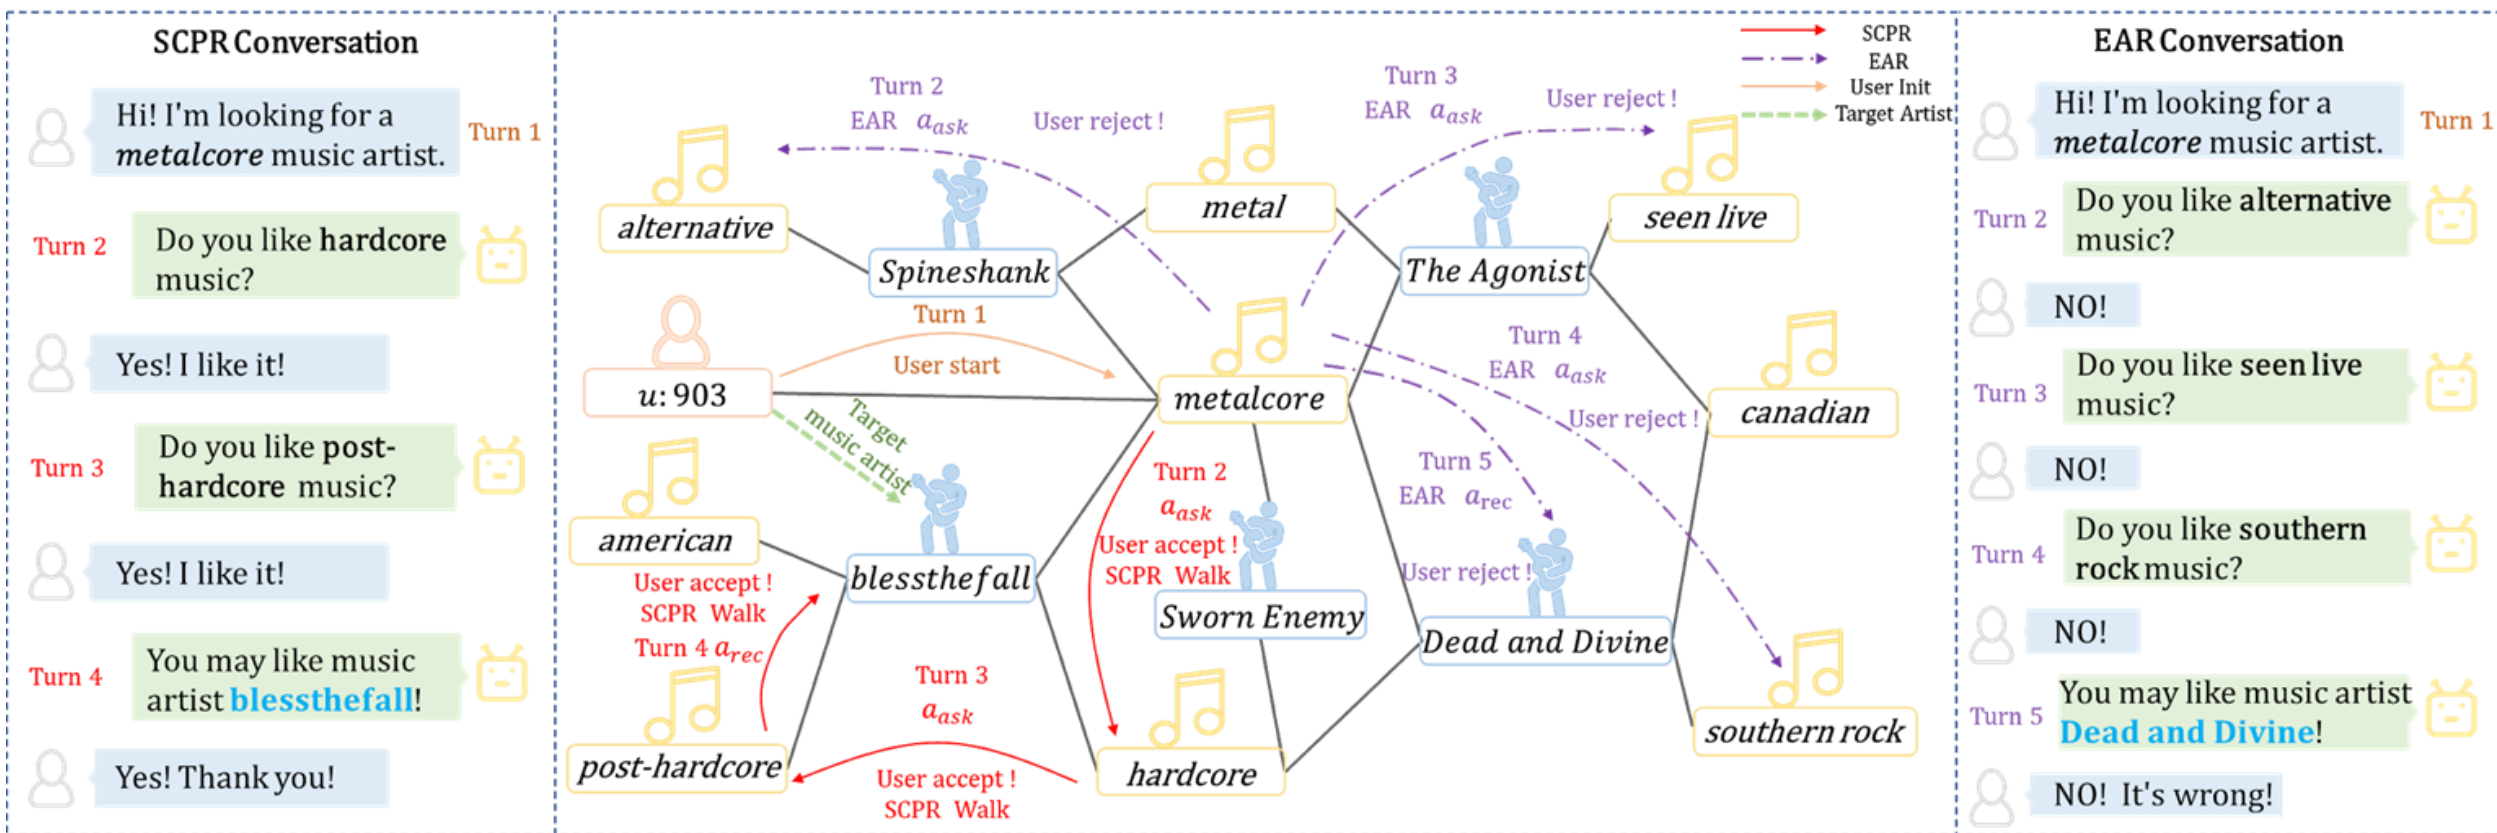 SCPR Conversation
Hi! I'm looking for a
metalcore music artist.
Turn 1
Turn 2
Do you like hardcore
music?
Yes! I like it!
Turn 3
Do you like post-
hardcore music?
Yes! I like it!
Turn 4
You may like music
artist blessthefall!
Yes! Thank you!
SCPR
EAR
User Init
Target Artist
Turn 2
EAR a_ask
User reject !
Turn 3
EAR a_ask
User reject !
alternative
metal
seen live
Spineshank
The Agonist
Turn 1
User start
u: 903
metalcore
Turn 4
EAR a_ask
User reject !
canadian
Target
music artist
american
blessthefall
Turn 2
a_ask
User accept !
SCPR Walk
Turn 5
EAR a_rec
User reject !
User accept !
SCPR Walk
Turn 4 a_rec
Sworn Enemy
Dead and Divine
Turn 3
a_ask
User accept !
SCPR Walk
post-hardcore
hardcore
southern rock
EAR Conversation
Hi! I'm looking for a
metalcore music artist.
Turn 1
Turn 2
Do you like alternative
music?
NO!
Turn 3
Do you like seen live
music?
NO!
Turn 4
Do you like southern
rock music?
NO!
Turn 5
You may like music artist
Dead and Divine!
NO! It's wrong!